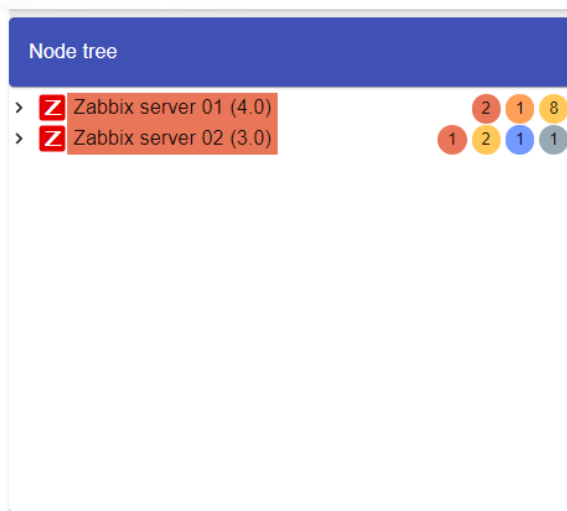 Node tree
Z Zabbix server 01 (4.0) 2 1 8
Z Zabbix server 02 (3.0) 1 2 1 1